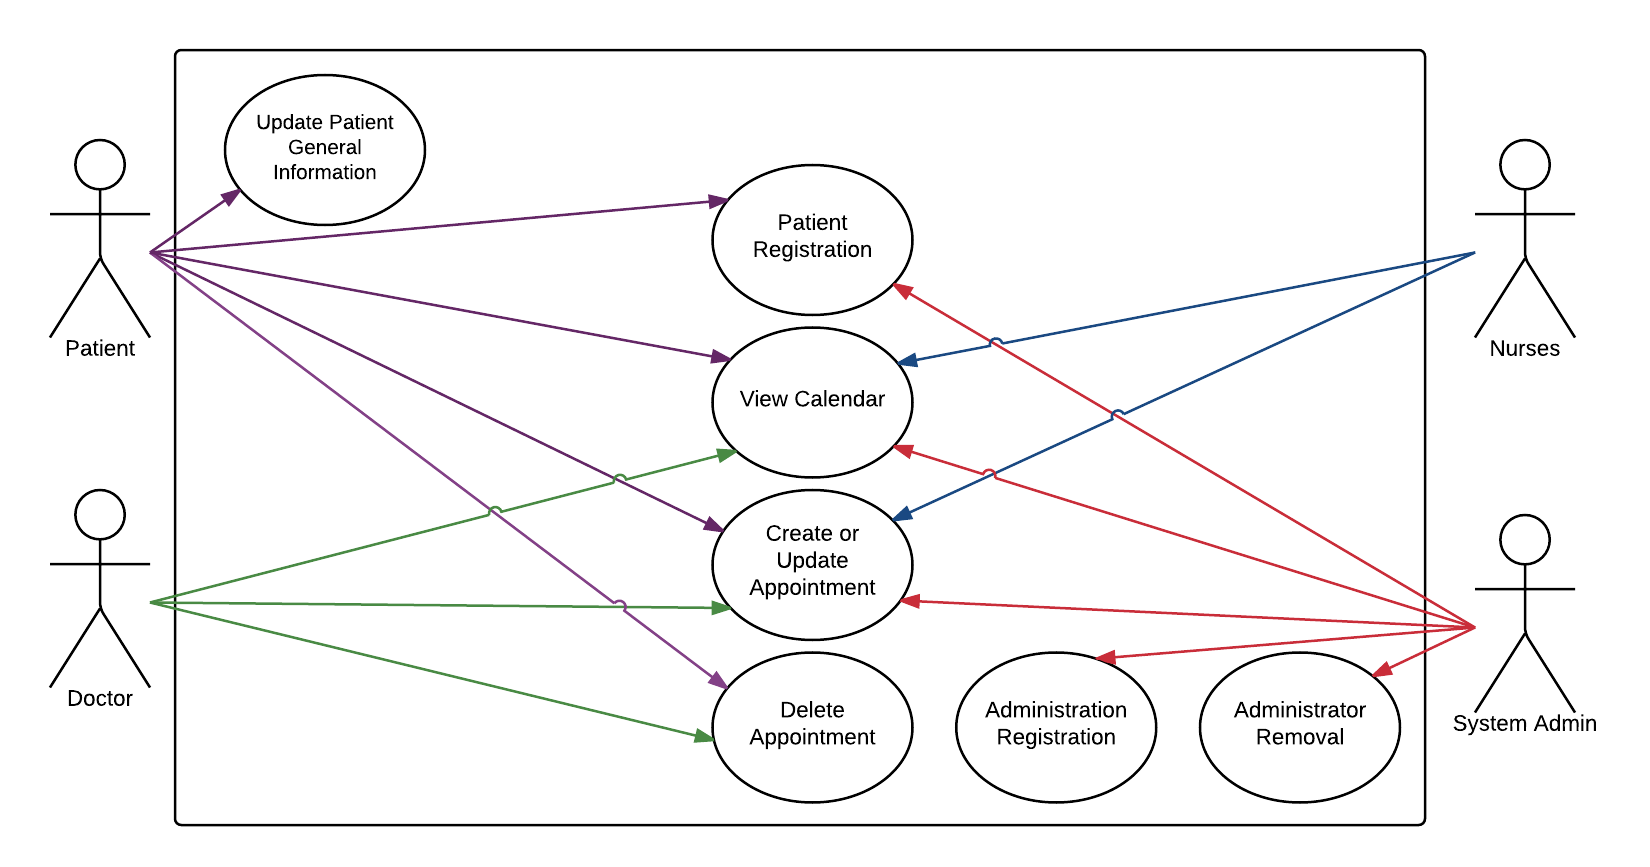 Update Patient
General
Information
Patient
Registration
Patient
Nurses
View Calendar
Create or
Update
Appointment
Doctor
Delete
Appointment
Administration
Registration
Administrator
Removal
System Admin